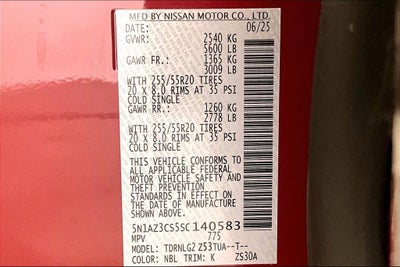 MFD BY NISSAN MOTOR CO., LTD.
DATE: 06/25
GVWR: 2540 KG
5600 LB
GAWR FR.: 1365 KG
3009 LB
WITH 255/55R20 TIRES
20 x 8.0 RIMS AT 35 PSI
COLD SINGLE
GAWR RR.: 1260 KG
2778 LB
WITH 255/55R20 TIRES
20 x 8.0 RIMS AT 35 PSI
COLD SINGLE
THIS VEHICLE CONFORMS TO
ALL APPLICABLE FEDERAL
MOTOR VEHICLE SAFETY AND
THEFT PREVENTION
STANDARDS IN EFFECT ON
THE DATE OF MANUFACTURE
SHOWN ABOVE.
5N1AZ3CS5SC140583
MPV 775
MODEL: TDRNLG2 Z53TUA--T--
COLOR: NBL TRIM: K ZS30A